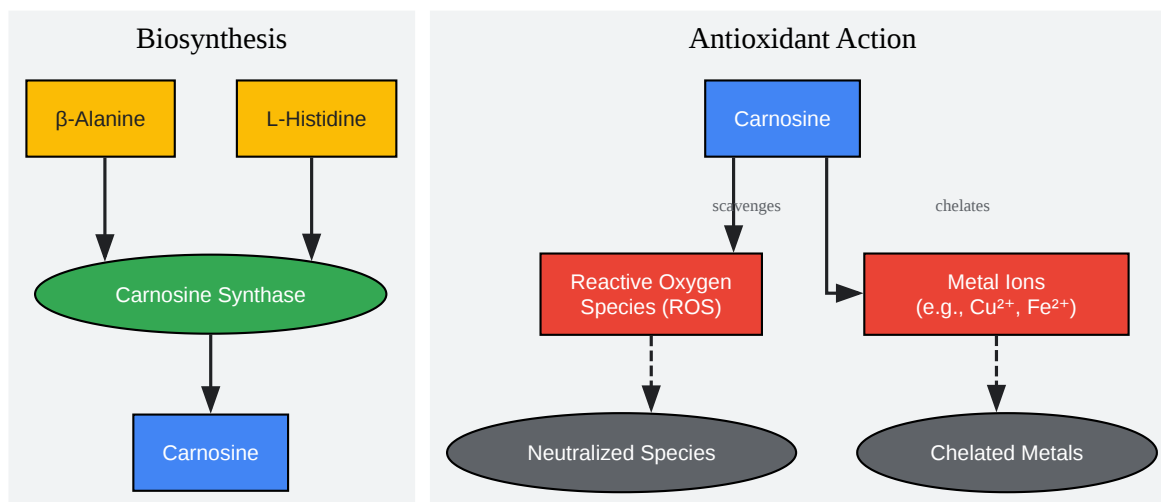 Biosynthesis
β-Alanine
L-Histidine
Carnosine Synthase
Carnosine
Antioxidant Action
Carnosine
scavenges
chelates
Reactive Oxygen
Species (ROS)
Metal Ions
(e.g., Cu²⁺, Fe²⁺)
Neutralized Species
Chelated Metals